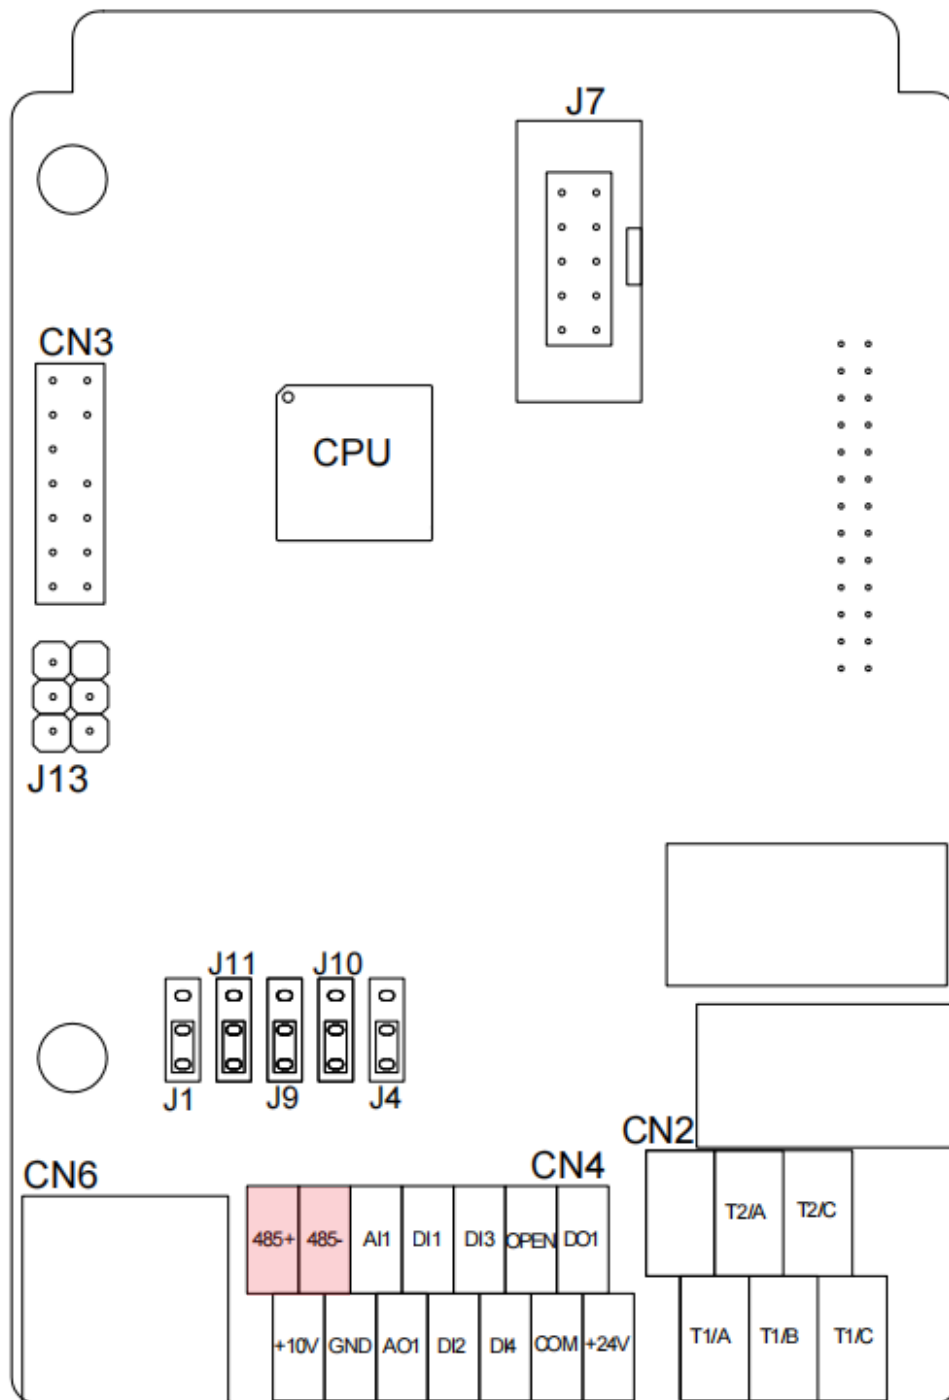 J7
CN3
CPU
J13
J11 J10
J1 J9 J4
CN2
CN6 CN4
485+ 485- AI1 DI1 DI3 OPEN DO1
T2/A T2/C
+10V GND AO1 DI2 DI4 COM +24V
T1/A T1/B T1/C